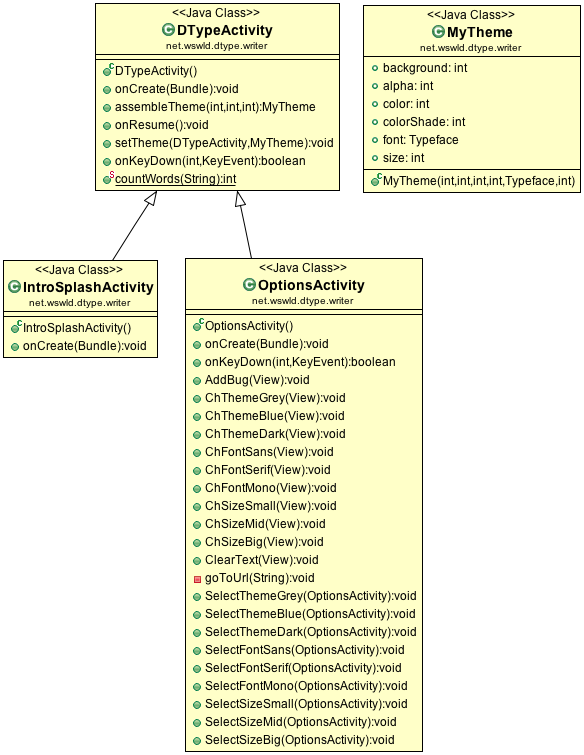 <<Java Class>>
DTypeActivity
net.wswld.dtype.writer
DTypeActivity()
onCreate(Bundle):void
assembleTheme(int,int,int):MyTheme
onResume():void
setTheme(DTypeActivity,MyTheme):void
onKeyDown(int,KeyEvent):boolean
countWords(String):int
<<Java Class>>
MyTheme
net.wswld.dtype.writer
background: int
alpha: int
color: int
colorShade: int
font: Typeface
size: int
MyTheme(int,int,int,int,Typeface,int)
<<Java Class>>
IntroSplashActivity
net.wswld.dtype.writer
IntroSplashActivity()
onCreate(Bundle):void
<<Java Class>>
OptionsActivity
net.wswld.dtype.writer
OptionsActivity()
onCreate(Bundle):void
onKeyDown(int,KeyEvent):boolean
AddBug(View):void
ChThemeGrey(View):void
ChThemeBlue(View):void
ChThemeDark(View):void
ChFontSans(View):void
ChFontSerif(View):void
ChFontMono(View):void
ChSizeSmall(View):void
ChSizeMid(View):void
ChSizeBig(View):void
ClearText(View):void
goToUrl(String):void
SelectThemeGrey(OptionsActivity):void
SelectThemeBlue(OptionsActivity):void
SelectThemeDark(OptionsActivity):void
SelectFontSans(OptionsActivity):void
SelectFontSerif(OptionsActivity):void
SelectFontMono(OptionsActivity):void
SelectSizeSmall(OptionsActivity):void
SelectSizeMid(OptionsActivity):void
SelectSizeBig(OptionsActivity):void